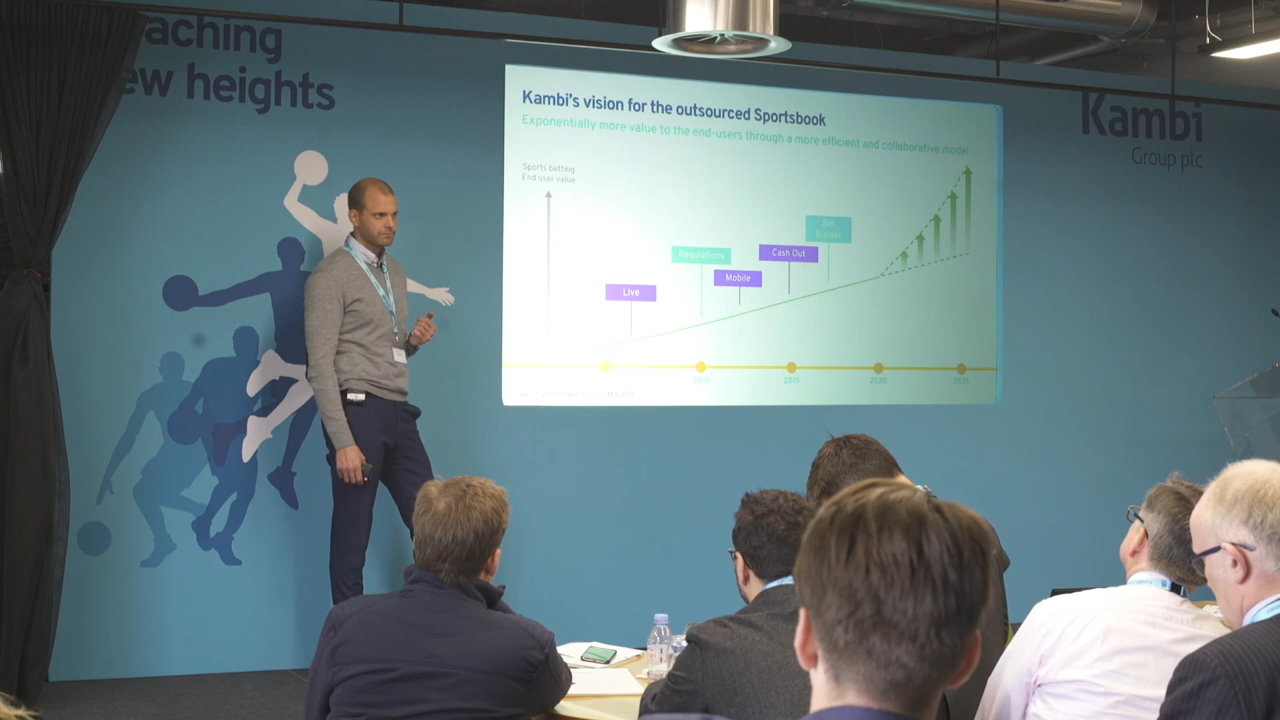 aching
ew heights
Kambi
Group plc
Kambi's vision for the outsourced Sportsbook
Exponentially more value to the end-users through a more efficient and collaborative model
Sports betting
End user value
Live
Regulations
Mobile
Cash Out
Bet
Builder
2010
2015
2020
2025